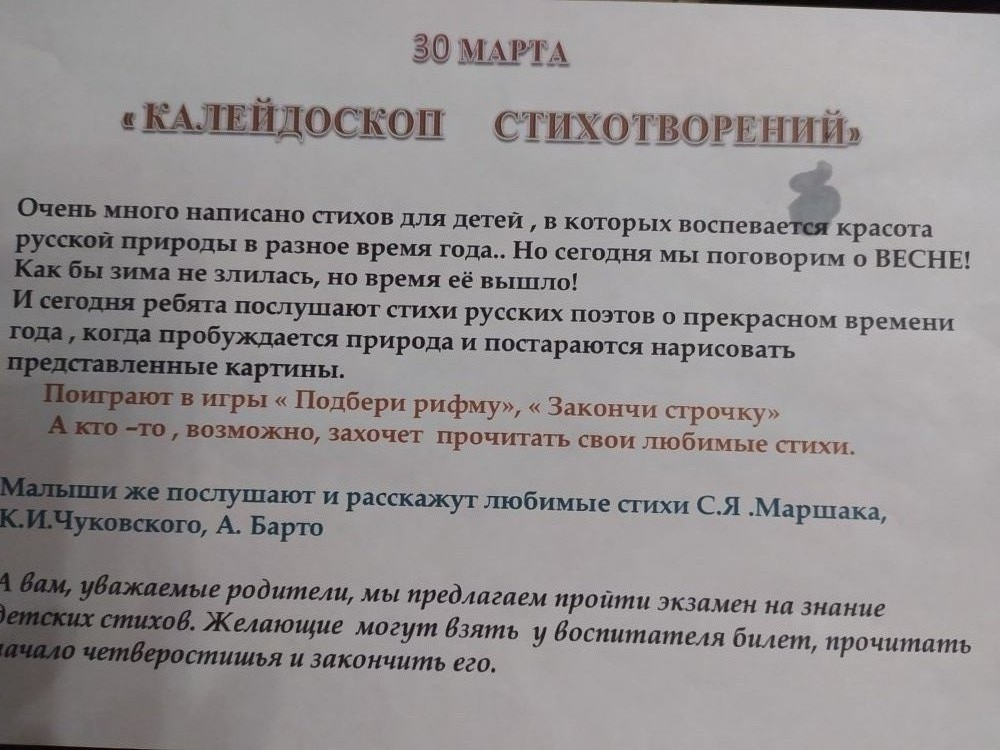 30 МАРТА
« КАЛЕЙДОСКОП СТИХОТВОРЕНИЙ»
Очень много написано стихов для детей , в которых воспевается красота
русской природы в разное время года.. Но сегодня мы поговорим о ВЕСНЕ!
Как бы зима не злилась, но время её вышло!
И сегодня ребята послушают стихи русских поэтов о прекрасном времени
года , когда пробуждается природа и постараются нарисовать
представленные картины.
Поиграют в игры « Подбери рифму», « Закончи строчку»
А кто –то , возможно, захочет прочитать свои любимые стихи.
Малыши же послушают и расскажут любимые стихи С.Я .Маршака,
К.И.Чуковского, А. Барто
А вам, уважаемые родители, мы предлагаем пройти экзамен на знание
детских стихов. Желающие могут взять у воспитателя билет, прочитать
начало четверостишья и закончить его.